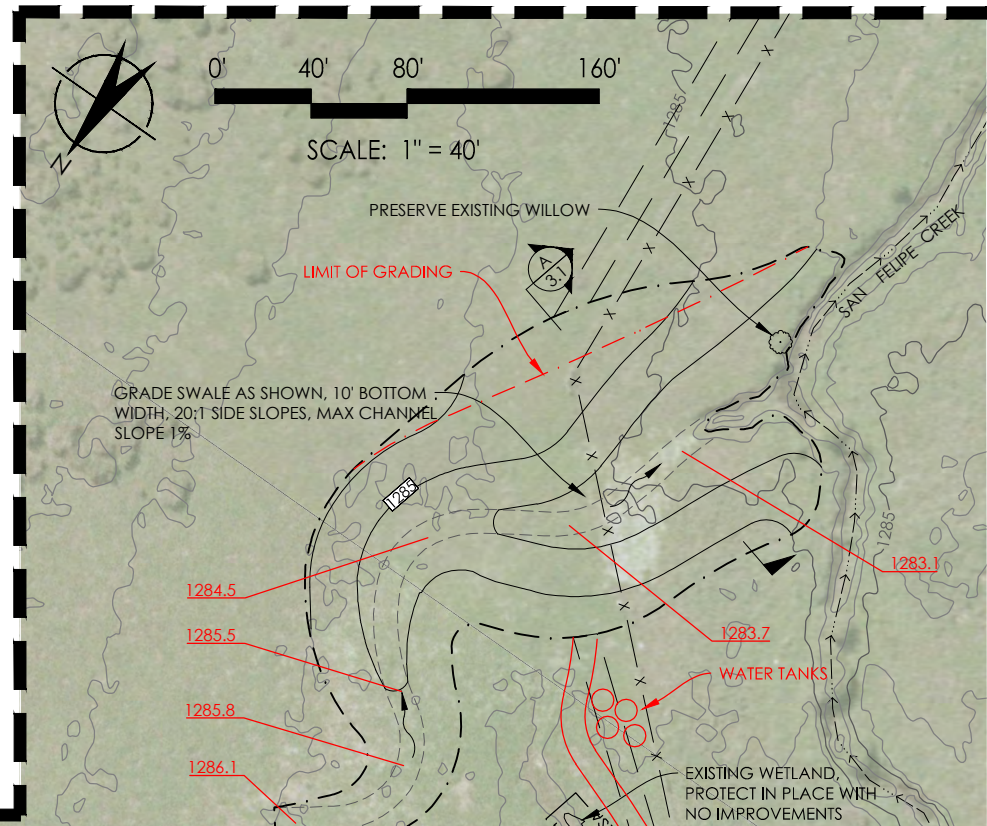 0' 40' 80' 160'
SCALE: 1" = 40'
N
1285
PRESERVE EXISTING WILLOW
SAN FELIPE CREEK
A
3.1
LIMIT OF GRADING
GRADE SWALE AS SHOWN, 10' BOTTOM
WIDTH, 20:1 SIDE SLOPES, MAX CHANNEL
SLOPE 1%
1285
1285
1283.1
1284.5
1283.7
1285.5
WATER TANKS
1285.8
1286.1
EXISTING WETLAND,
PROTECT IN PLACE WITH
NO IMPROVEMENTS